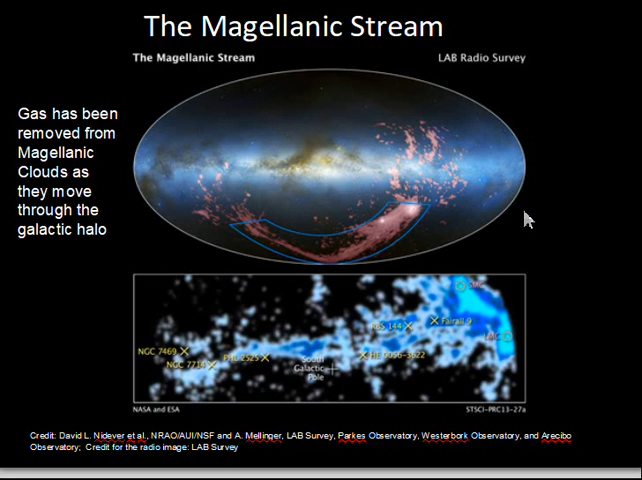 The Magellanic Stream
The Magellanic Stream
LAB Radio Survey
Gas has been
removed from
Magellanic
Clouds as
they move
through the
galactic halo
SMC
Fairall 9
RBS 144
LMC
NGC 7469
PHL 2525
HE 0056-3622
NGC 7714
South
Galactic
Pole
NASA and ESA
STScI-PRC13-27a
Credit: David L. Nidever et al., NRAO/AUI/NSF and A. Mellinger, LAB Survey, Parkes Observatory, Westerbork Observatory, and Arecibo
Observatory; Credit for the radio image: LAB Survey